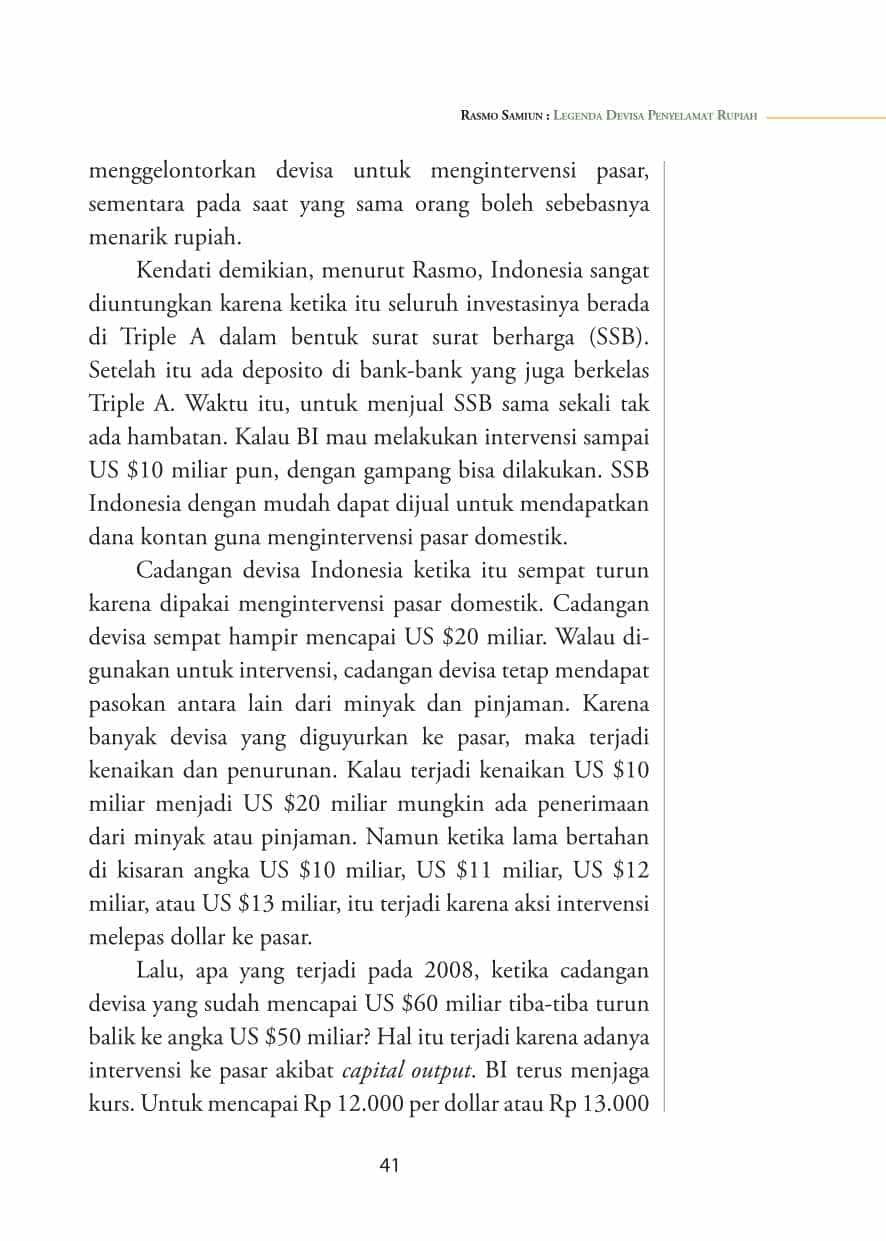 Rasmo Samiun : Legenda Devisa Penyelamat Rupiah
menggelontorkan devisa untuk mengintervensi pasar,
sementara pada saat yang sama orang boleh sebebasnya
menarik rupiah.
Kendati demikian, menurut Rasmo, Indonesia sangat
diuntungkan karena ketika itu seluruh investasinya berada
di Triple A dalam bentuk surat surat berharga (SSB).
Setelah itu ada deposito di bank-bank yang juga berkelas
Triple A. Waktu itu, untuk menjual SSB sama sekali tak
ada hambatan. Kalau BI mau melakukan intervensi sampai
US $10 miliar pun, dengan gampang bisa dilakukan. SSB
Indonesia dengan mudah dapat dijual untuk mendapatkan
dana kontan guna mengintervensi pasar domestik.
Cadangan devisa Indonesia ketika itu sempat turun
karena dipakai mengintervensi pasar domestik. Cadangan
devisa sempat hampir mencapai US $20 miliar. Walau di-
gunakan untuk intervensi, cadangan devisa tetap mendapat
pasokan antara lain dari minyak dan pinjaman. Karena
banyak devisa yang diguyurkan ke pasar, maka terjadi
kenaikan dan penurunan. Kalau terjadi kenaikan US $10
miliar menjadi US $20 miliar mungkin ada penerimaan
dari minyak atau pinjaman. Namun ketika lama bertahan
di kisaran angka US $10 miliar, US $11 miliar, US $12
miliar, atau US $13 miliar, itu terjadi karena aksi intervensi
melepas dollar ke pasar.
Lalu, apa yang terjadi pada 2008, ketika cadangan
devisa yang sudah mencapai US $60 miliar tiba-tiba turun
balik ke angka US $50 miliar? Hal itu terjadi karena adanya
intervensi ke pasar akibat capital output. BI terus menjaga
kurs. Untuk mencapai Rp 12.000 per dollar atau Rp 13.000
41